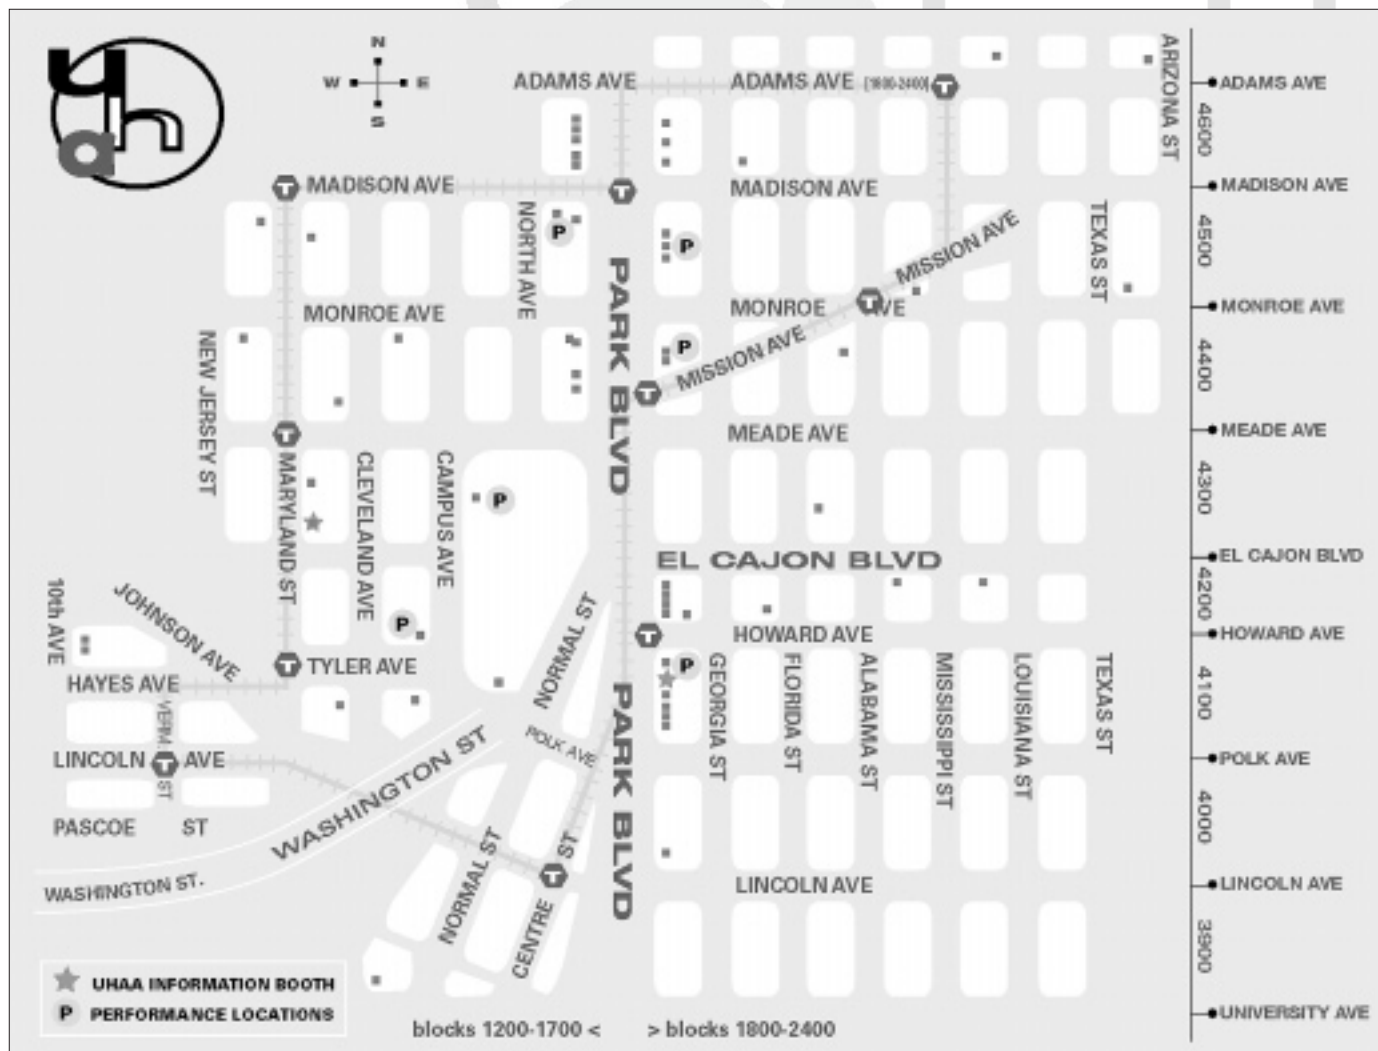 uha
N
W E
S
ADAMS AVE
ADAMS AVE [1800-2400] T
ARIZONA ST
ADAMS AVE
4600
T MADISON AVE
T
MADISON AVE
MADISON AVE
NORTH AVE
P
P
PARK BLVD
MISSION AVE
TEXAS ST
4500
MONROE AVE
MONROE AVE
T
MONROE AVE
NEW JERSEY ST
P
MISSION AVE
4400
T
T
MEADE AVE
MEADE AVE
MARYLAND ST
CLEVELAND AVE
CAMPUS AVE
P
4300
EL CAJON BLVD
EL CAJON BLVD
10th AVE
JOHNSON AVE
P
NORMAL ST
4200
T
HOWARD AVE
HOWARD AVE
T TYLER AVE
P
HAYES AVE
VERM. ST
GEORGIA ST
FLORIDA ST
ALABAMA ST
MISSISSIPPI ST
LOUISIANA ST
TEXAS ST
4100
PARK BLVD
POLK AVE
POLK AVE
LINCOLN T AVE
WASHINGTON ST
PASCOE ST
4000
NORMAL ST
CENTRE ST
T
LINCOLN AVE
LINCOLN AVE
WASHINGTON ST.
3900
UHAA INFORMATION BOOTH
P PERFORMANCE LOCATIONS
UNIVERSITY AVE
blocks 1200-1700 < > blocks 1800-2400